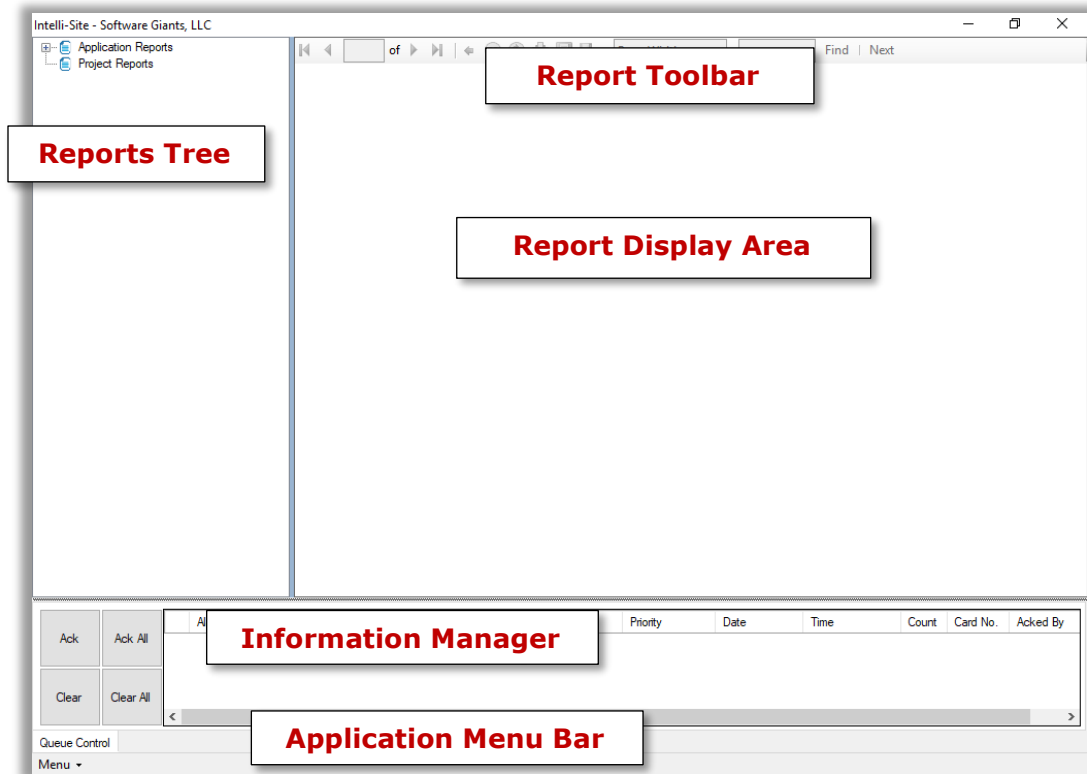 Intelli-Site - Software Giants, LLC
Application Reports
Project Reports
of
Find | Next
Report Toolbar
Reports Tree
Report Display Area
Ack
Ack All
Clear
Clear All
Priority Date Time Count Card No. Acked By
Information Manager
Application Menu Bar
Queue Control
Menu